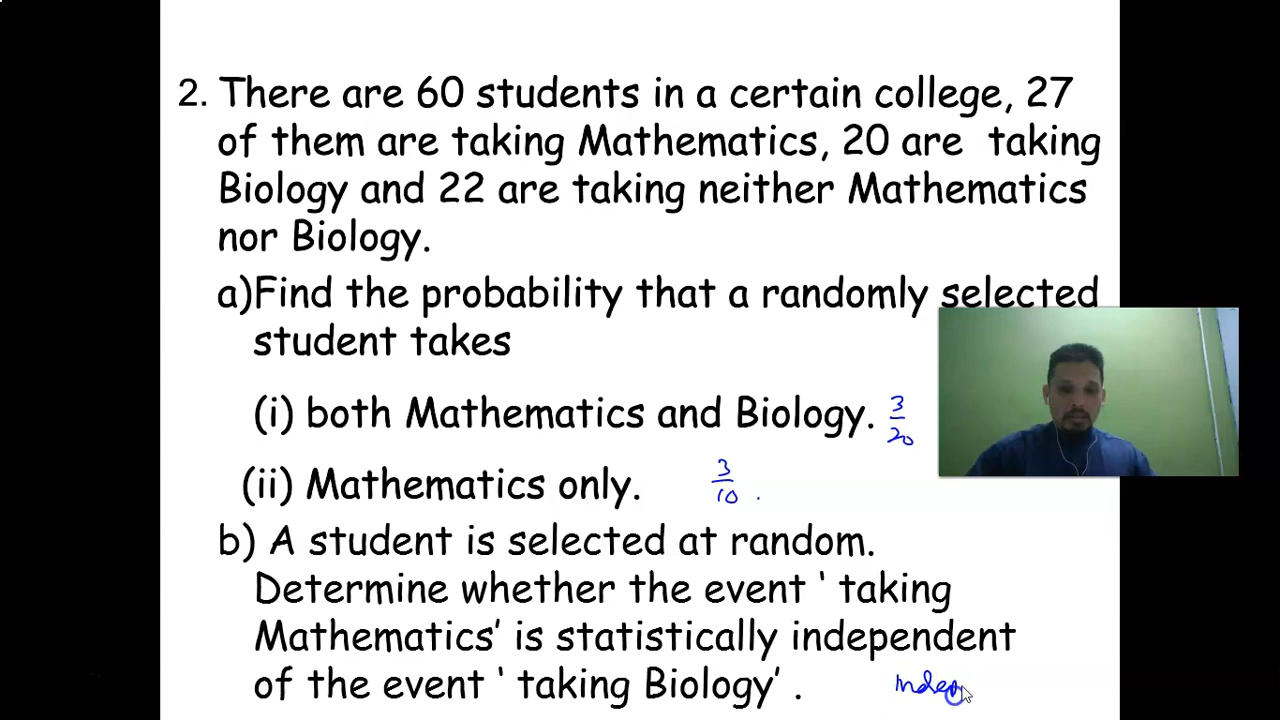 2. There are 60 students in a certain college, 27
of them are taking Mathematics, 20 are taking
Biology and 22 are taking neither Mathematics
nor Biology.
a)Find the probability that a randomly selected
student takes
(i) both Mathematics and Biology. 3/20
(ii) Mathematics only. 3/10 .
b) A student is selected at random.
Determine whether the event ‘ taking
Mathematics’ is statistically independent
of the event ‘ taking Biology’ . indep